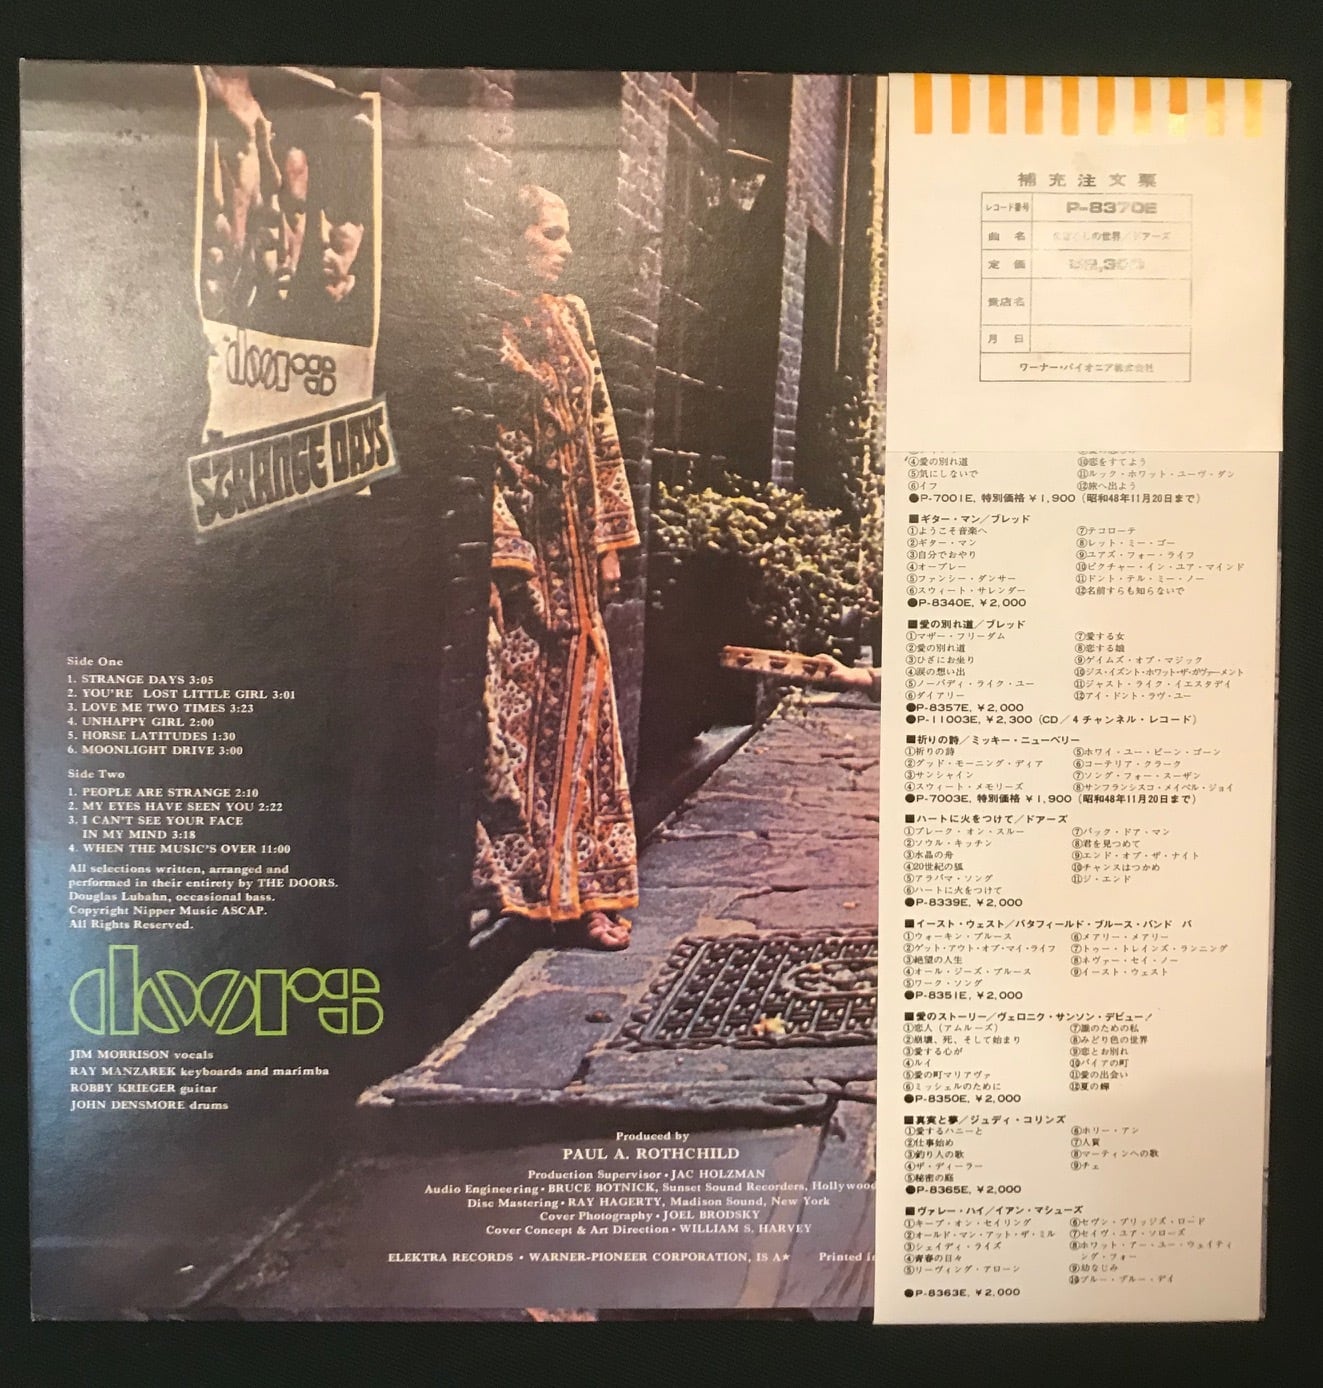 doors
STRANGE DAYS
Side One
1. STRANGE DAYS 3:05
2. YOU'RE LOST LITTLE GIRL 3:01
3. LOVE ME TWO TIMES 3:23
4. UNHAPPY GIRL 2:00
5. HORSE LATITUDES 1:30
6. MOONLIGHT DRIVE 3:00
Side Two
1. PEOPLE ARE STRANGE 2:10
2. MY EYES HAVE SEEN YOU 2:22
3. I CAN'T SEE YOUR FACE
IN MY MIND 3:18
4. WHEN THE MUSIC'S OVER 11:00
All selections written, arranged and
performed in their entirety by THE DOORS.
Douglas Lubahn, occasional bass.
Copyright Nipper Music ASCAP.
All Rights Reserved.
doors
JIM MORRISON vocals
RAY MANZAREK keyboards and marimba
ROBBY KRIEGER guitar
JOHN DENSMORE drums
Produced by
PAUL A. ROTHCHILD
Production Supervisor • JAC HOLZMAN
Audio Engineering • BRUCE BOTNICK, Sunset Sound Recorders, Hollywood
Disc Mastering • RAY HAGERTY, Madison Sound, New York
Cover Photography • JOEL BRODSKY
Cover Concept & Art Direction • WILLIAM S. HARVEY
ELEKTRA RECORDS • WARNER-PIONEER CORPORATION, IS A★ Printed in
補充注文票
レコード番号 P-8370E
曲名 の世界/ドアーズ
定価
貴店名
月日
ワーナー・パイオニア株式会社
④愛の別れ道 ⑩恋をすてよう
⑤気にしないで ⑪ルック・ホワット・ユーヴ・ダン
⑥イフ ⑫旅へ出よう
●P-7001E, 特別価格 ¥1,900 (昭和48年11月20日まで)
■ギター・マン/ブレッド
①ようこそ音楽へ ⑦テコローテ
②ギター・マン ⑧レット・ミー・ゴー
③自分でおやり ⑨ユアズ・フォー・ライフ
④オーブレー ⑩ピクチャー・イン・ユア・マインド
⑤ファンシー・ダンサー ⑪ドント・テル・ミー・ノー
⑥スウィート・サレンダー ⑫名前すらも知らないで
●P-8340E, ¥2,000
■愛の別れ道/ブレッド
①マザー・フリーダム ⑦愛する女
②愛の別れ道 ⑧恋する娘
③ひざにお坐り ⑨ゲイムズ・オブ・マジック
④涙の想い出 ⑩ジス・イズント・ホワット・ザ・ガヴァーメント
⑤ノーバディ・ライク・ユー ⑪ジャスト・ライク・イエスタデイ
⑥ダイアリー ⑫アイ・ドント・ラヴ・ユー
●P-8357E, ¥2,000
●P-11003E, ¥2,300 (CD/4チャンネル・レコード)
■祈りの詩/ミッキー・ニューベリー
①祈りの詩 ⑤ホワイ・ユー・ビーン・ゴーン
②グッド・モーニング・ディア ⑥コーテリア・クラーク
③サンシャイン ⑦ソング・フォー・スーザン
④スウィート・メモリーズ ⑧サンフランシスコ・メイベル・ジョイ
●P-7003E, 特別価格 ¥1,900 (昭和48年11月20日まで)
■ハートに火をつけて/ドアーズ
①ブレーク・オン・スルー ⑦バック・ドア・マン
②ソウル・キッチン ⑧君を見つめて
③水晶の舟 ⑨エンド・オブ・ザ・ナイト
④20世紀の狐 ⑩チャンスはつかめ
⑤アラバマ・ソング ⑪ジ・エンド
⑥ハートに火をつけて
●P-8339E, ¥2,000
■イースト・ウェスト/バタフィールド・ブルース・バンド バ
①ウォーキン・ブルース ⑥メアリー・メアリー
②ゲット・アウト・オブ・マイ・ライフ ⑦トゥー・トレインズ・ランニング
③絶望の人生 ⑧ネヴァー・セイ・ノー
④オール・ジーズ・ブルース ⑨イースト・ウェスト
⑤ワーク・ソング
●P-8351E, ¥2,000
■愛のストーリー/ヴェロニク・サンソン・デビュー!
①恋人(アムルーズ) ⑦誰のための私
②崩壊、死、そして始まり ⑧みどり色の世界
③愛する心が ⑨恋とお別れ
④ルイ ⑩バイアの町
⑤愛の町マリアヴァ ⑪愛の出会い
⑥ミッシェルのために ⑫夏の蝉
●P-8350E, ¥2,000
■真実と夢/ジュディ・コリンズ
①愛するハニーと ⑥ホリー・アン
②仕事始め ⑦人質
③釣り人の歌 ⑧マーティンへの歌
④ザ・ディーラー ⑨チェ
⑤秘密の庭
●P-8365E, ¥2,000
■ヴァレー・ハイ/イアン・マシューズ
①キープ・オン・セイリング ⑥セヴン・ブリッジズ・ロード
②オールド・マン・アット・ザ・ミル ⑦セイヴ・ユア・ソローズ
③シェイディ・ライズ ⑧ホワット・アー・ユー・ウェイティ
④青春の日々 ング・フォー
⑤リーヴィング・アローン ⑨幼なじみ
⑩ブルー・ブルー・デイ
●P-8363E, ¥2,000